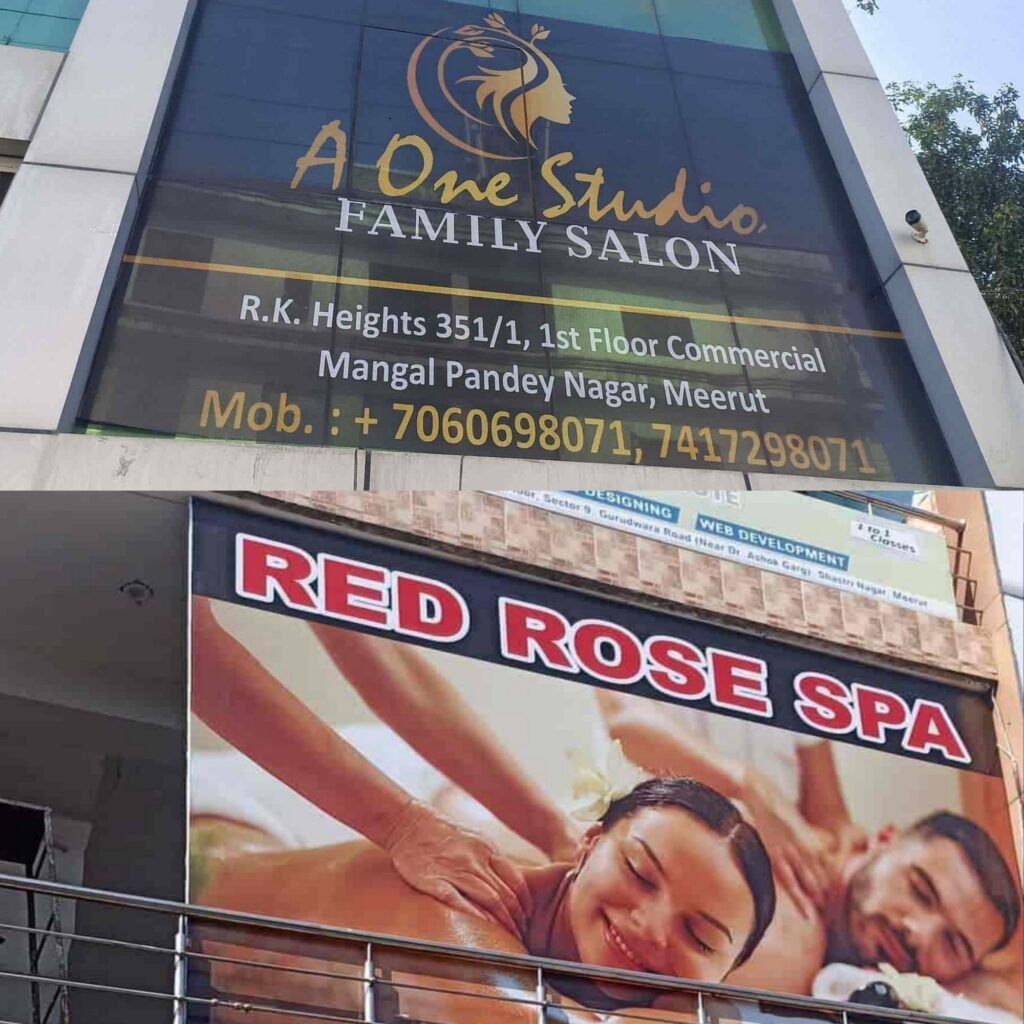 A One Studio,
FAMILY SALON
R.K. Heights 351/1, 1st Floor Commercial
Mangal Pandey Nagar, Meerut
Mob. : + 7060698071, 7417298071
DESIGNING
WEB DEVELOPMENT
1 to 1
Classes
Sector 9, Gurudwara Road (Near Dr. Ashok Garg), Shastri Nagar, Meerut
RED ROSE SPA